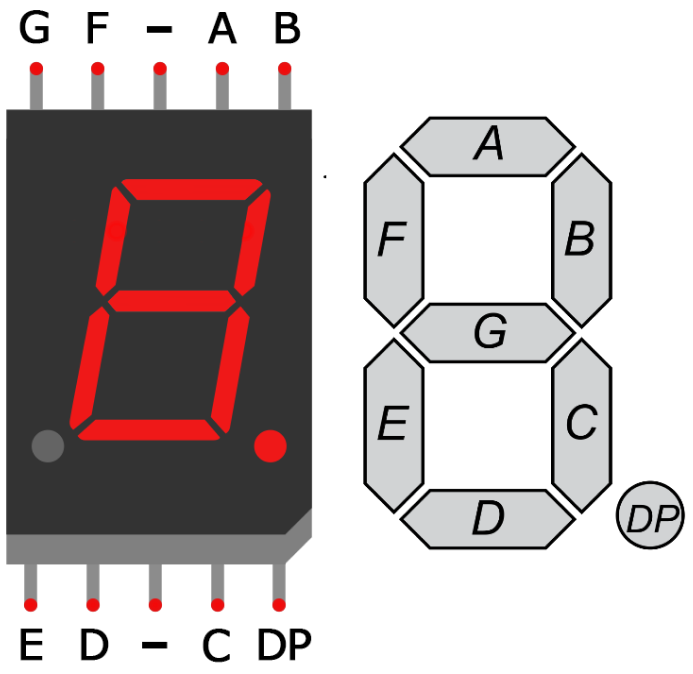 G F – A B
A
F B
G
E C
D DP
E D – C DP